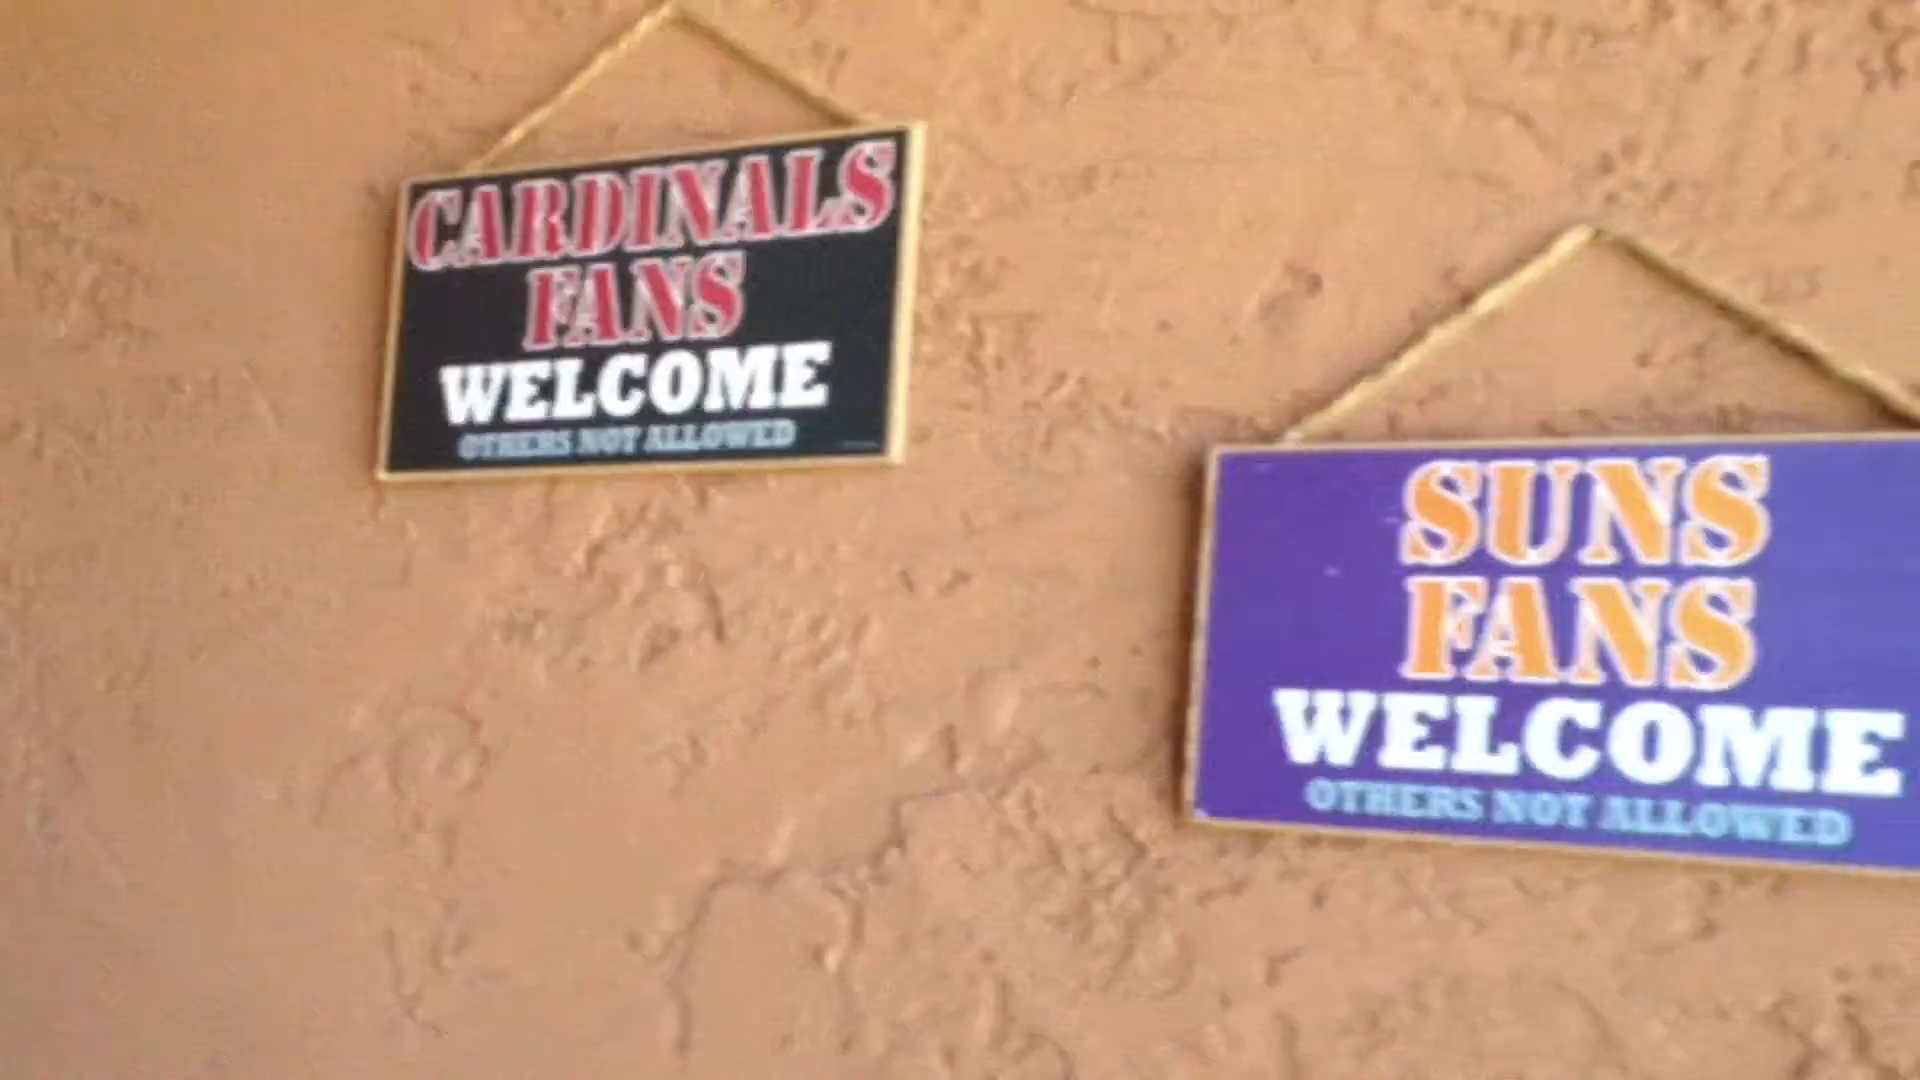 CARDINALS
FANS
WELCOME
OTHERS NOT ALLOWED
SUNS
FANS
WELCOME
OTHERS NOT ALLOWED